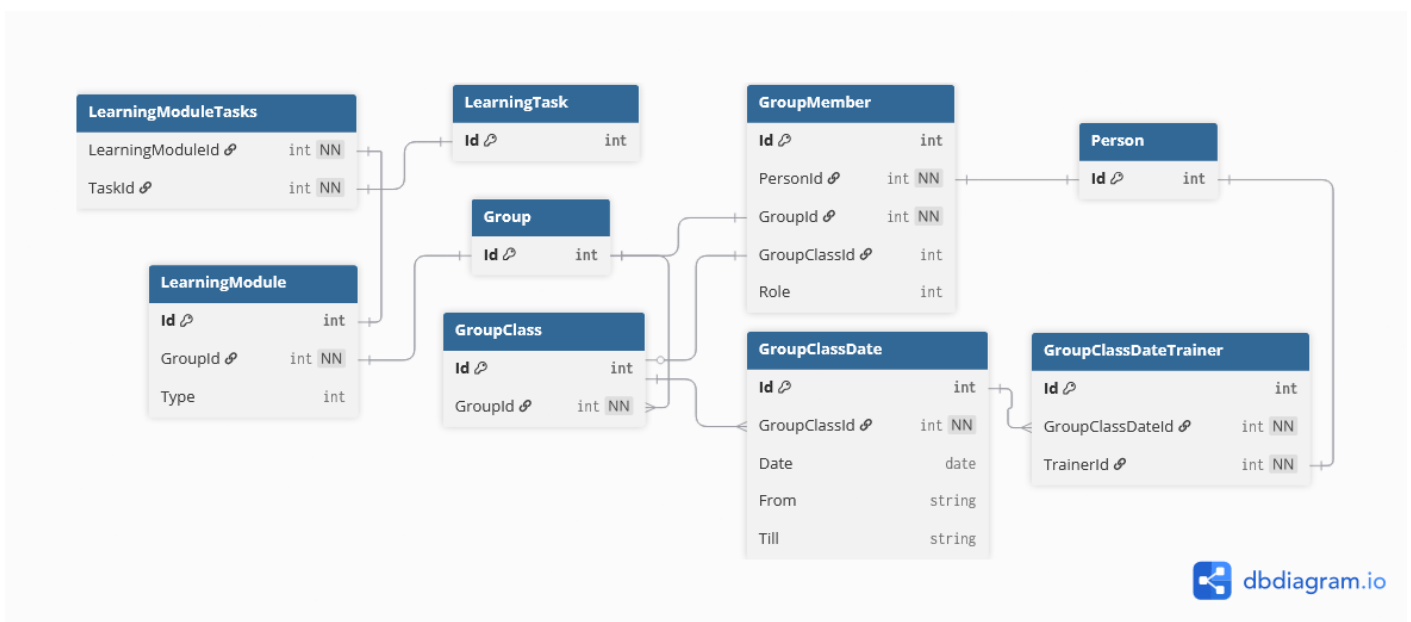 LearningModuleTasks
LearningModuleId int NN
TaskId int NN
LearningTask
Id int
Group
Id int
LearningModule
Id int
GroupId int NN
Type int
GroupClass
Id int
GroupId int NN
GroupMember
Id int
PersonId int NN
GroupId int NN
GroupClassId int
Role int
Person
Id int
GroupClassDate
Id int
GroupClassId int NN
Date date
From string
Till string
GroupClassDateTrainer
Id int
GroupClassDateId int NN
TrainerId int NN
dbdiagram.io